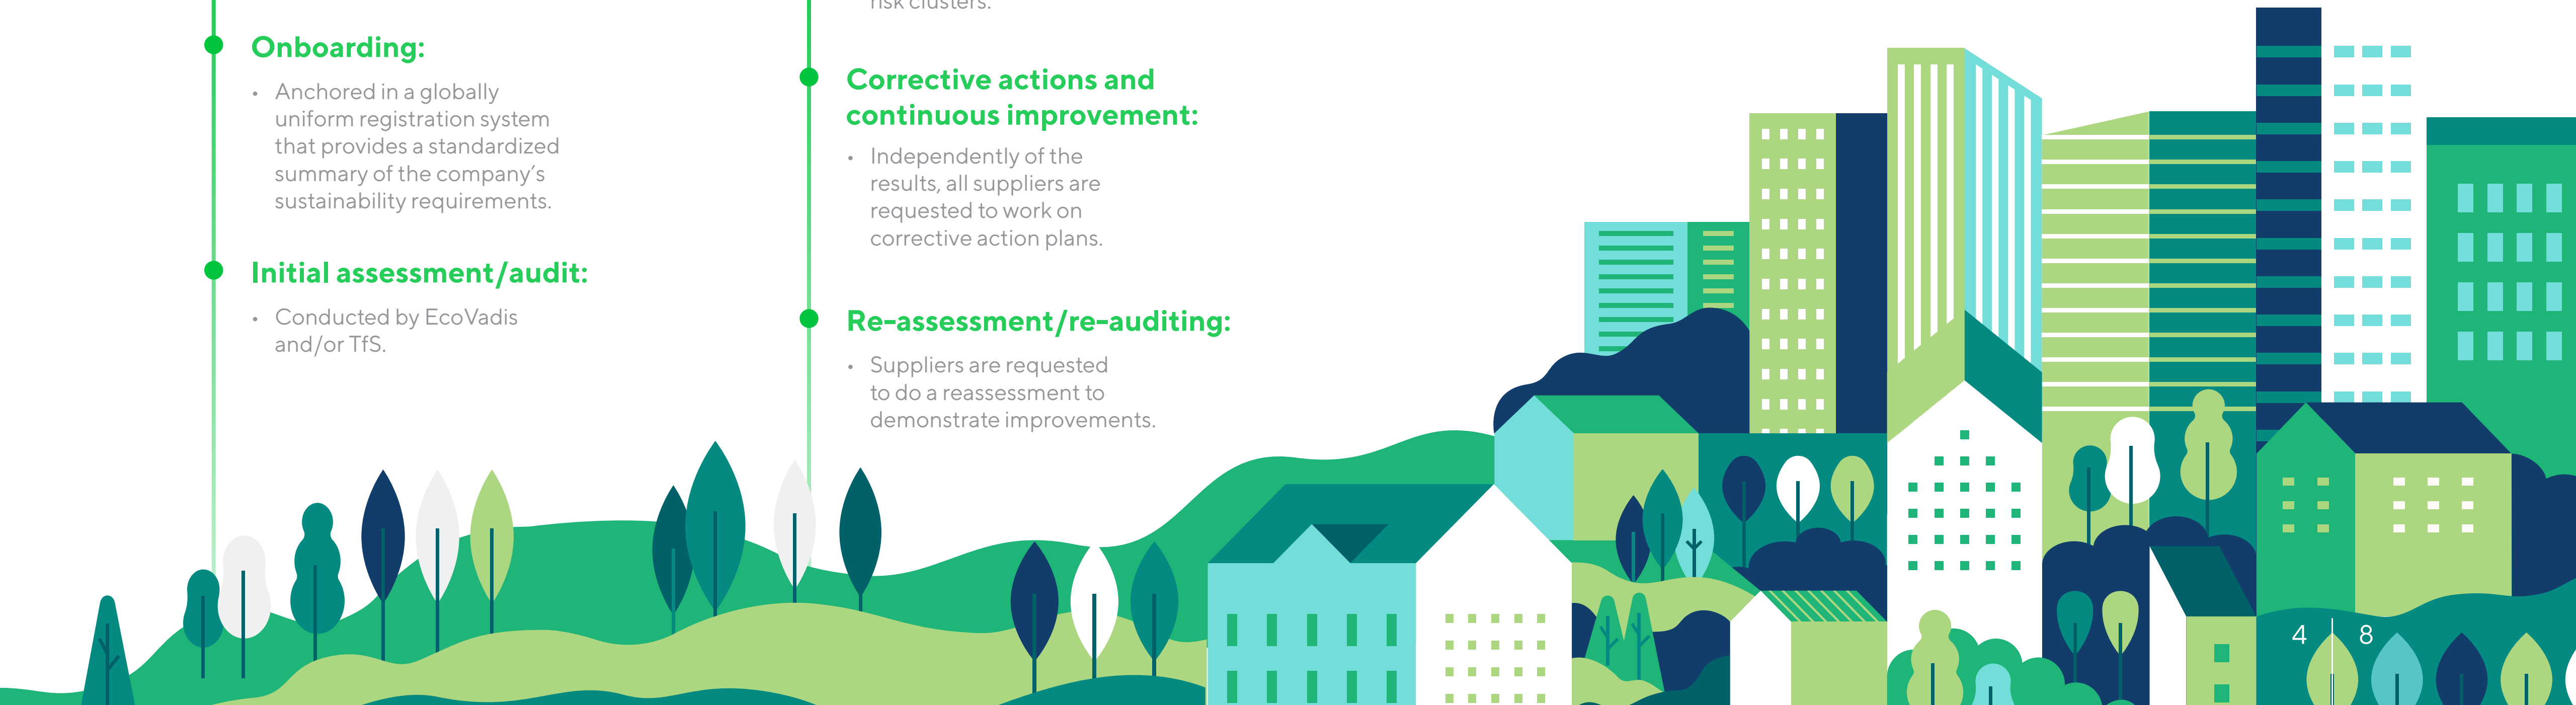 Onboarding:
• Anchored in a globally
uniform registration system
that provides a standardized
summary of the company’s
sustainability requirements.
Initial assessment/audit:
• Conducted by EcoVadis
and/or TfS.
risk clusters.
Corrective actions and
continuous improvement:
• Independently of the
results, all suppliers are
requested to work on
corrective action plans.
Re-assessment/re-auditing:
• Suppliers are requested
to do a reassessment to
demonstrate improvements.
4 8